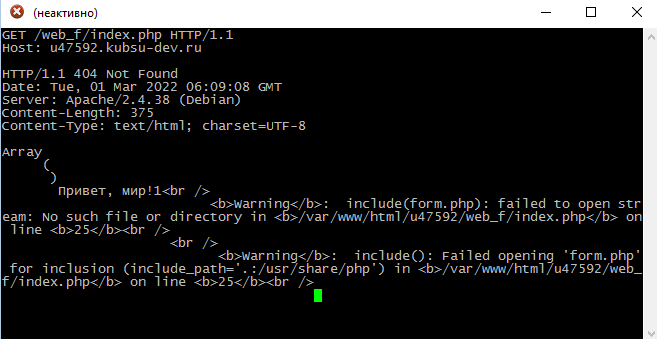 (неактивно)
GET /web_f/index.php HTTP/1.1
Host: u47592.kubsu-dev.ru
HTTP/1.1 404 Not Found
Date: Tue, 01 Mar 2022 06:09:08 GMT
Server: Apache/2.4.38 (Debian)
Content-Length: 375
Content-Type: text/html; charset=UTF-8
Array
(
)
Привет, мир!1<br />
<b>Warning</b>:  include(form.php): failed to open str
eam: No such file or directory in <b>/var/www/html/u47592/web_f/index.php</b> on
line <b>25</b><br />
<br />
<b>Warning</b>:  include(): Failed opening 'form.php'
for inclusion (include_path='.:/usr/share/php') in <b>/var/www/html/u47592/web_
f/index.php</b> on line <b>25</b><br />